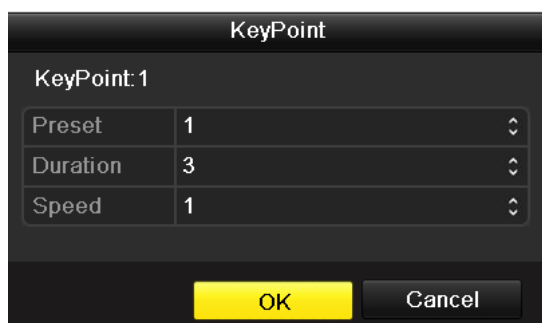 KeyPoint
KeyPoint:1
Preset 1
Duration 3
Speed 1
OK Cancel